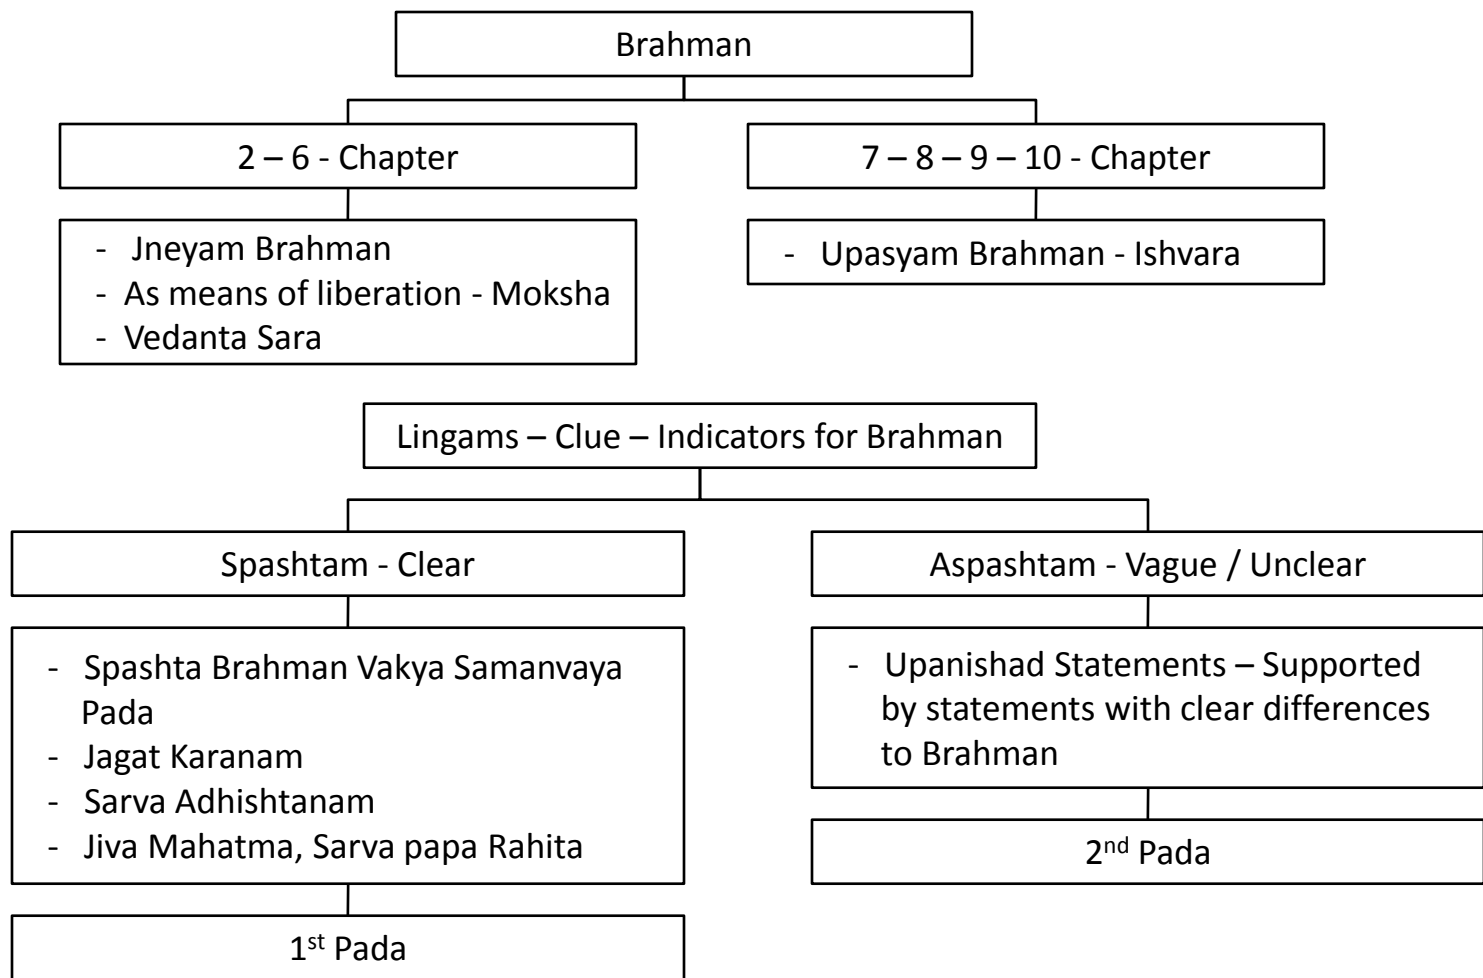 Brahman
2 – 6 - Chapter
7 – 8 – 9 – 10 - Chapter
- Jneyam Brahman
- As means of liberation - Moksha
- Vedanta Sara
- Upasyam Brahman - Ishvara
Lingams – Clue – Indicators for Brahman
Spashtam - Clear
Aspashtam - Vague / Unclear
- Spashta Brahman Vakya Samanvaya
Pada
- Jagat Karanam
- Sarva Adhishtanam
- Jiva Mahatma, Sarva papa Rahita
- Upanishad Statements – Supported
by statements with clear differences
to Brahman
2nd Pada
1st Pada